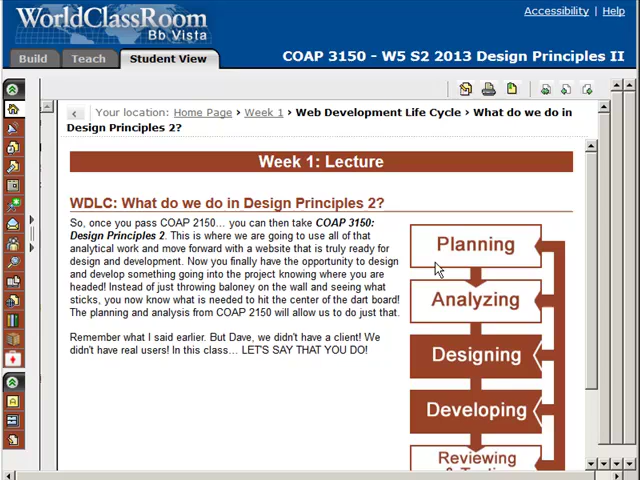 WorldClassRoom
Bb Vista
Accessibility | Help
Build
Teach
Student View
COAP 3150 - W5 S2 2013 Design Principles II
Your location: Home Page › Week 1 › Web Development Life Cycle › What do we do in
Design Principles 2?
Week 1: Lecture
WDLC: What do we do in Design Principles 2?
So, once you pass COAP 2150... you can then take COAP 3150:
Design Principles 2. This is where we are going to use all of that
analytical work and move forward with a website that is truly ready for
design and development. Now you finally have the opportunity to design
and develop something going into the project knowing where you are
headed! Instead of just throwing baloney on the wall and seeing what
sticks, you now know what is needed to hit the center of the dart board!
The planning and analysis from COAP 2150 will allow us to do just that.
Remember what I said earlier. But Dave, we didn't have a client! We
didn't have real users! In this class... LET'S SAY THAT YOU DO!
Planning
Analyzing
Designing
Developing
Reviewing